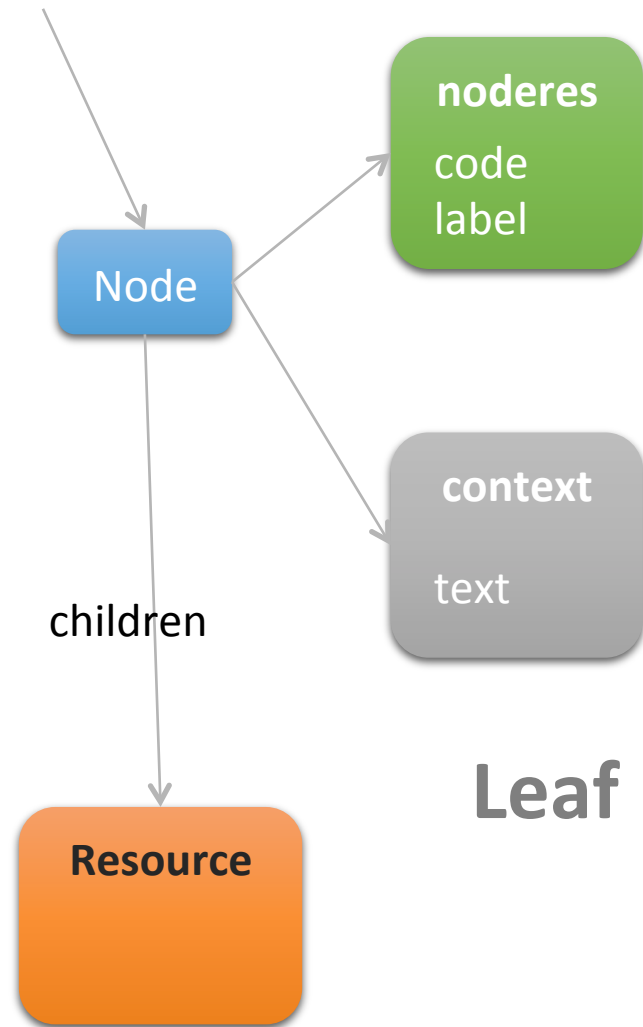 noderes
code
label
Node
context
text
children
Leaf
Resource